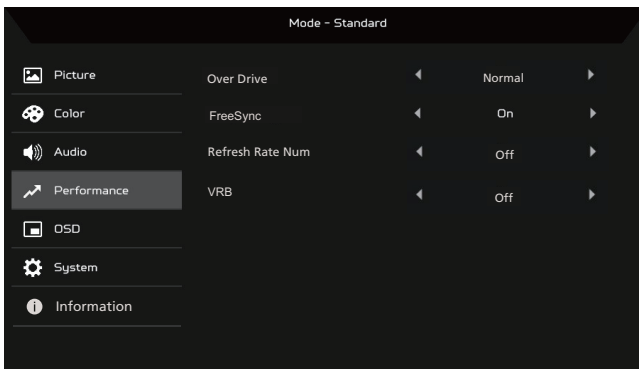 Mode - Standard
Picture
Over Drive Normal
Color
FreeSync On
Audio
Refresh Rate Num Off
Performance
VRB Off
OSD
System
Information